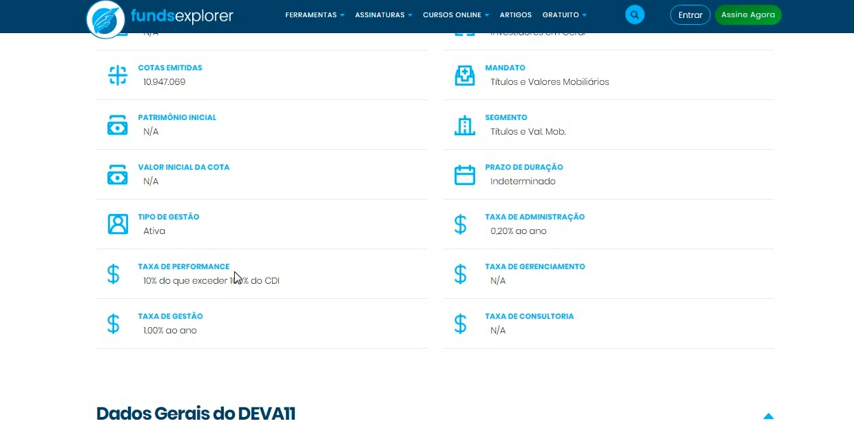 fundsexplorer
FERRAMENTAS ASSINATURAS CURSOS ONLINE ARTIGOS GRATUITO
Entrar
Assine Agora
N/A
Investidores em Geral
COTAS EMITIDAS
10.947.069
MANDATO
Títulos e Valores Mobiliários
PATRIMÔNIO INICIAL
N/A
SEGMENTO
Títulos e Val. Mob.
VALOR INICIAL DA COTA
N/A
PRAZO DE DURAÇÃO
Indeterminado
TIPO DE GESTÃO
Ativa
TAXA DE ADMINISTRAÇÃO
0,20% ao ano
TAXA DE PERFORMANCE
10% do que exceder do CDI
TAXA DE GERENCIAMENTO
N/A
TAXA DE GESTÃO
1,00% ao ano
TAXA DE CONSULTORIA
N/A
Dados Gerais do DEVA11